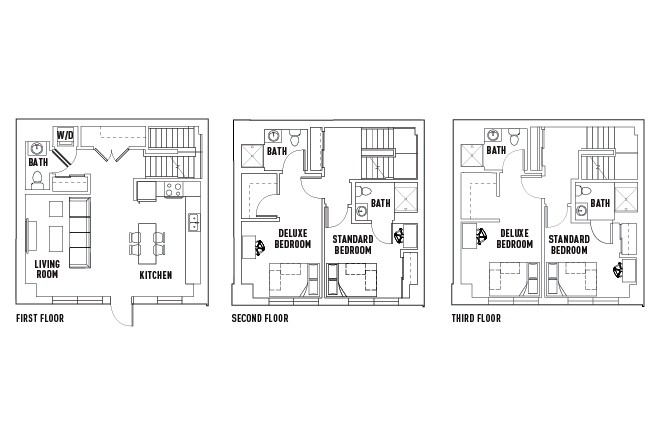 W/D
BATH
LIVING
ROOM
KITCHEN
FIRST FLOOR
BATH
BATH
DELUXE
BEDROOM
STANDARD
BEDROOM
SECOND FLOOR
BATH
BATH
DELUXE
BEDROOM
STANDARD
BEDROOM
THIRD FLOOR